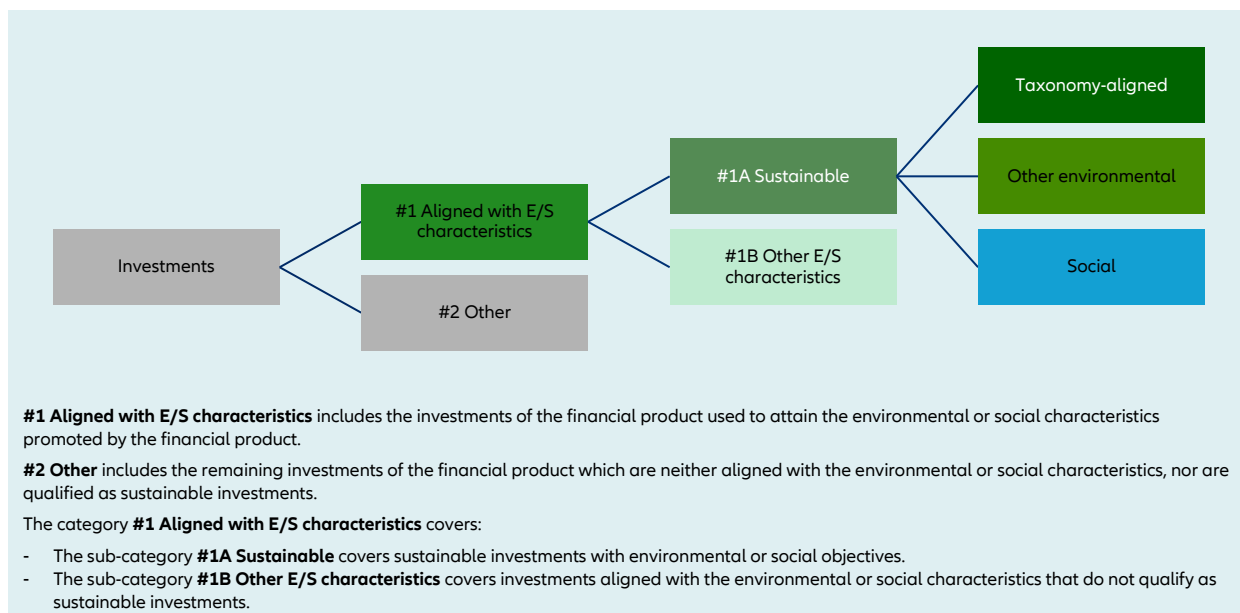 Taxonomy-aligned
#1A Sustainable
Other environmental
#1 Aligned with E/S
characteristics
#1B Other E/S
characteristics
Investments
Social
#2 Other
#1 Aligned with E/S characteristics includes the investments of the financial product used to attain the environmental or social characteristics
promoted by the financial product.
#2 Other includes the remaining investments of the financial product which are neither aligned with the environmental or social characteristics, nor are
qualified as sustainable investments.
The category #1 Aligned with E/S characteristics covers:
- The sub-category #1A Sustainable covers sustainable investments with environmental or social objectives.
- The sub-category #1B Other E/S characteristics covers investments aligned with the environmental or social characteristics that do not qualify as
sustainable investments.